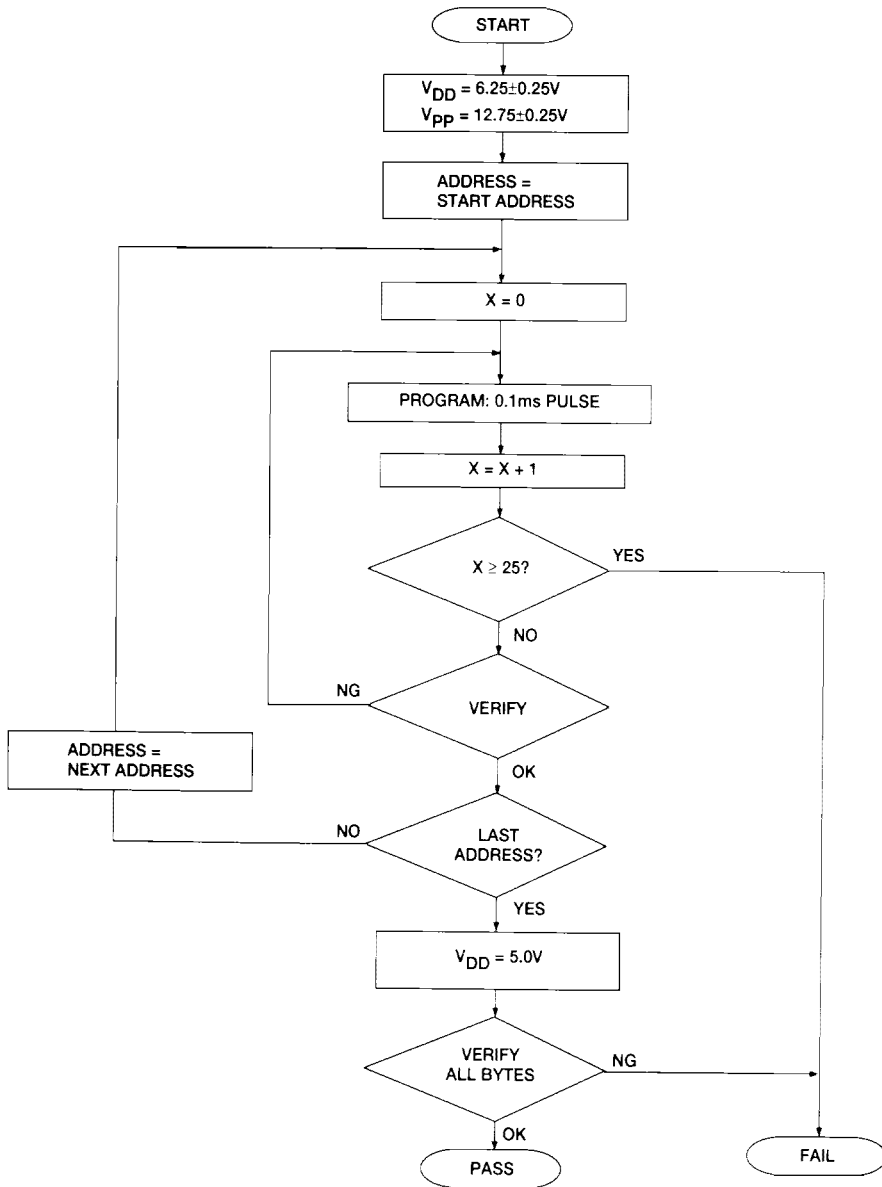 START
VDD = 6.25±0.25V
VPP = 12.75±0.25V
ADDRESS =
START ADDRESS
X = 0
PROGRAM: 0.1ms PULSE
X = X + 1
X ≥ 25?
YES
NO
NG
VERIFY
ADDRESS =
NEXT ADDRESS
OK
NO
LAST
ADDRESS?
YES
VDD = 5.0V
VERIFY
ALL BYTES
NG
OK
PASS
FAIL